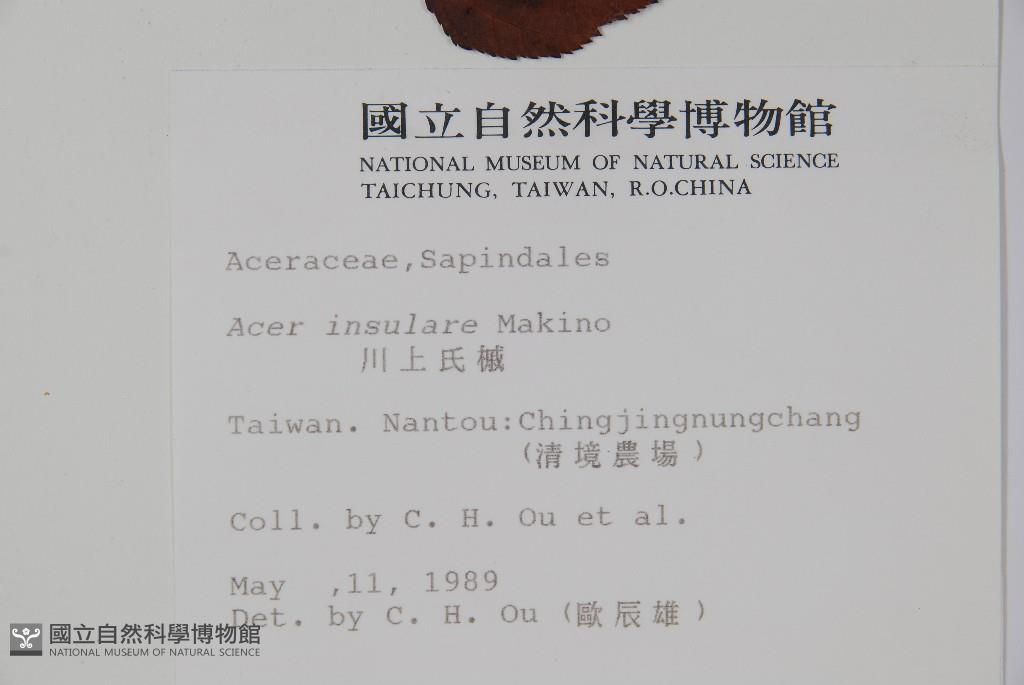 國立自然科學博物館
NATIONAL MUSEUM OF NATURAL SCIENCE
TAICHUNG, TAIWAN, R.O.CHINA
Aceraceae,Sapindales
Acer insulare Makino
川上氏槭
Taiwan. Nantou:Chingjingnungchang
(清境農場)
Coll. by C. H. Ou et al.
May ,11, 1989
Det. by C. H. Ou (歐辰雄)
國立自然科學博物館
NATIONAL MUSEUM OF NATURAL SCIENCE